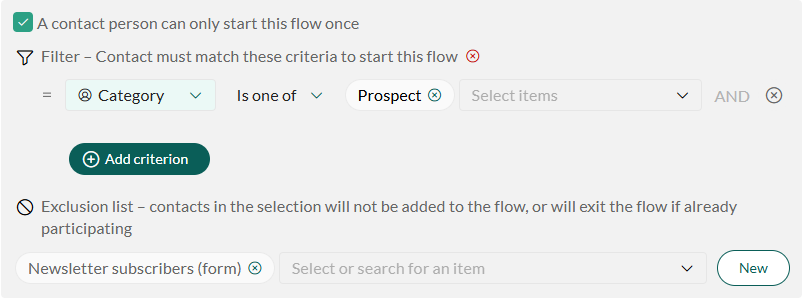 A contact person can only start this flow once
Filter – Contact must match these criteria to start this flow
= Category Is one of Prospect Select items AND
Add criterion
Exclusion list – contacts in the selection will not be added to the flow, or will exit the flow if already
participating
Newsletter subscribers (form) Select or search for an item New